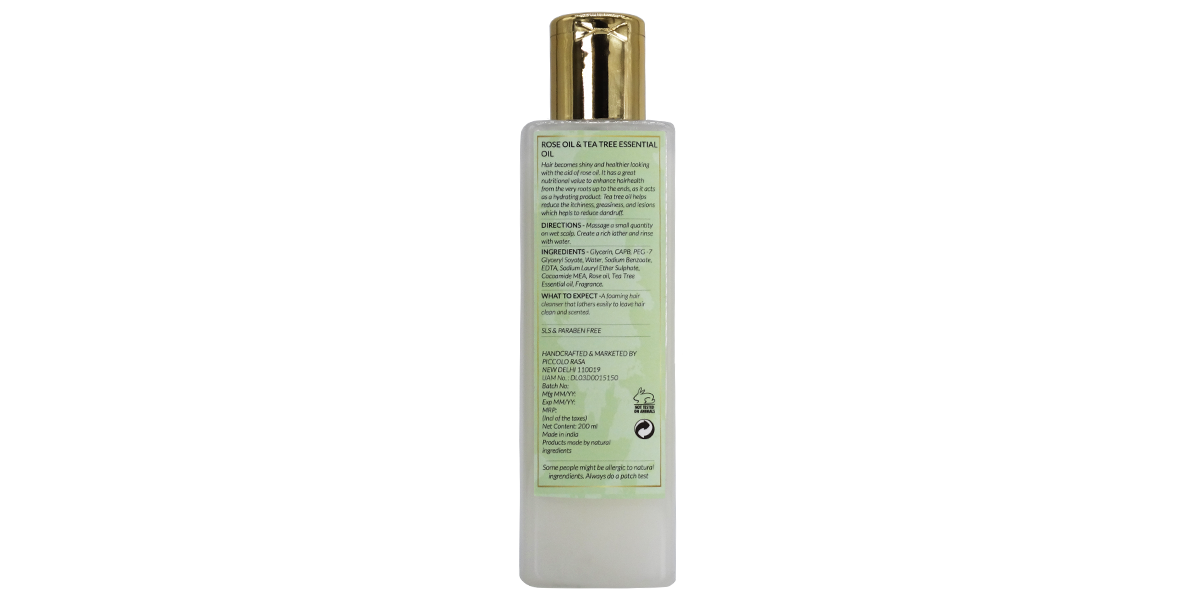 ROSE OIL & TEA TREE ESSENTIAL
OIL
Hair becomes shiny and healthier looking
with the aid of rose oil. It has a great
nutritional value to enhance hairhealth
from the very roots up to the ends, as it acts
as a hydrating product. Tea tree oil helps
reduce the itchiness, greasiness, and lesions
which hepls to reduce dandruff.
DIRECTIONS - Massage a small quantity
on wet scalp. Create a rich lather and rinse
with water.
INGREDIENTS - Glycerin, CAPB, PEG -7
Glyceryl Soyate, Water, Sodium Benzoate,
EDTA, Sodium Lauryl Ether Sulphate,
Cocoamide MEA, Rose oil, Tea Tree
Essential oil, Fragrance.
WHAT TO EXPECT -A foaming hair
cleanser that lathers easily to leave hair
clean and scented.
SLS & PARABEN FREE
HANDCRAFTED & MARKETED BY
PICCOLO RASA
NEW DELHI 110019
UAM No. : DL03D0015150
Batch No:
Mfg MM/YY:
Exp MM/YY:
MRP:
(Incl of the taxes)
Net Content: 200 ml
Made in india
Products made by natural
ingredients
NOT TESTED
ON ANIMALS
Some people might be allergic to natural
ingrendients. Always do a patch test